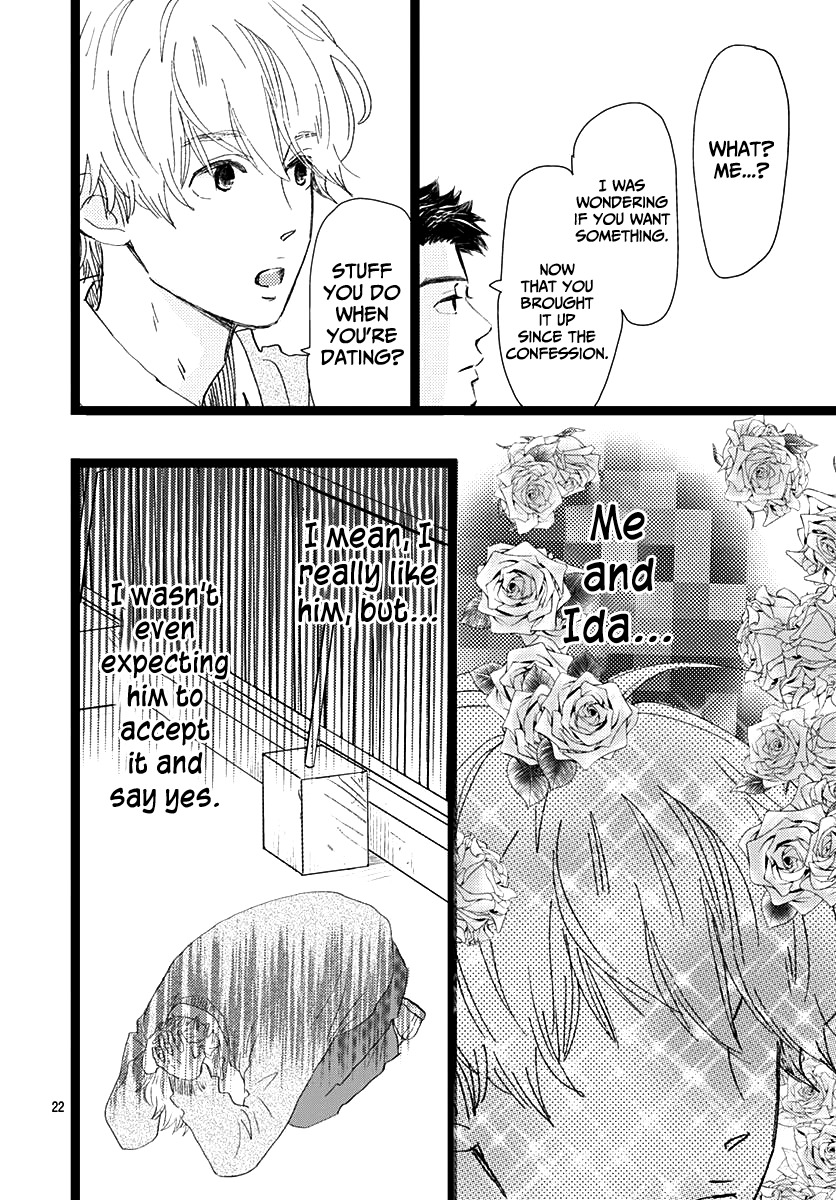 WHAT?
ME...?
I WAS
WONDERING
IF YOU WANT
SOMETHING.
NOW
THAT YOU
BROUGHT
IT UP
SINCE THE
CONFESSION.
STUFF
YOU DO
WHEN
YOU'RE
DATING?
Me
and
Ida...
I mean, I
really like
him, but...
I wasn't
even
expecting
him to
accept
it and
say yes.
22